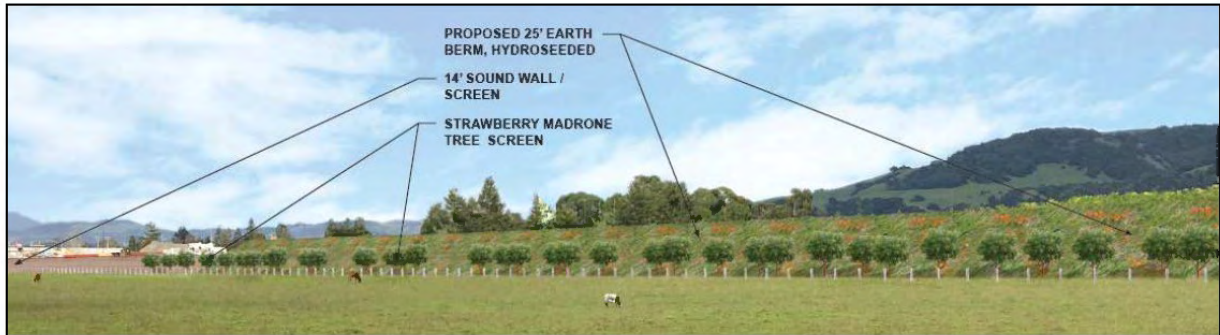 PROPOSED 25' EARTH
BERM, HYDROSEEDED
14' SOUND WALL /
SCREEN
STRAWBERRY MADRONE
TREE SCREEN